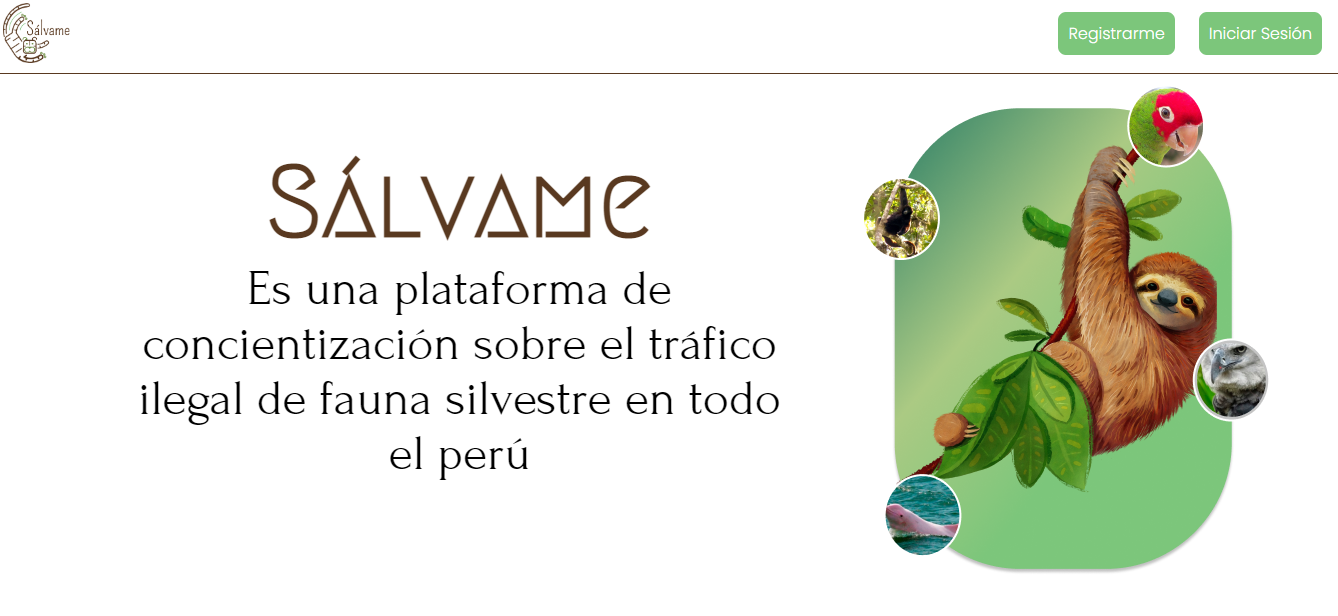 Sálvame
Registrarme
Iniciar Sesión
SÁLVAME
Es una plataforma de
concientización sobre el tráfico
ilegal de fauna silvestre en todo
el perú